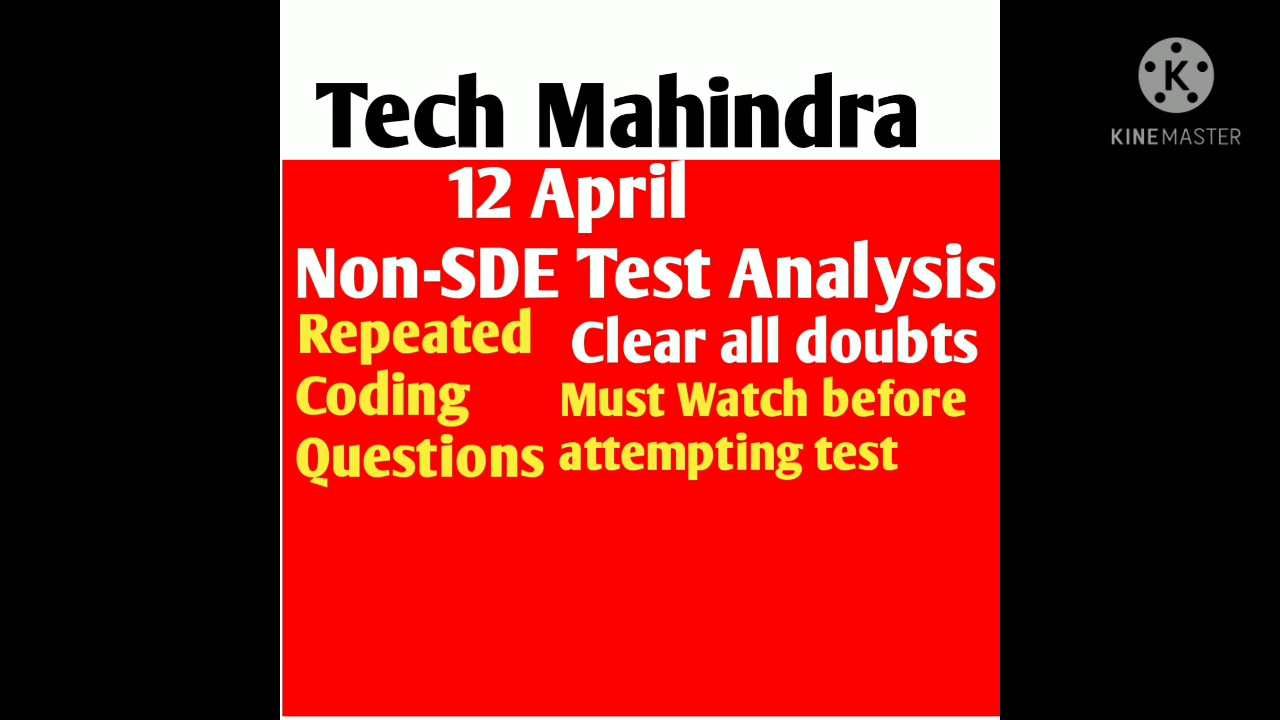 Tech Mahindra
12 April
Non-SDE Test Analysis
Repeated
Coding
Questions
Clear all doubts
Must Watch before
attempting test
K
KINEMASTER